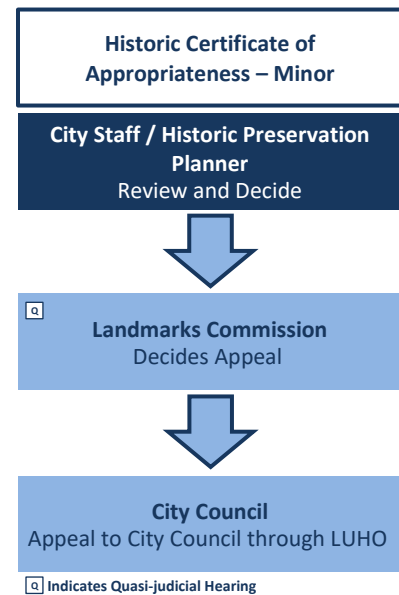 Historic Certificate of
Appropriateness – Minor
City Staff / Historic Preservation
Planner
Review and Decide
Q
Landmarks Commission
Decides Appeal
City Council
Appeal to City Council through LUHO
Q Indicates Quasi-judicial Hearing